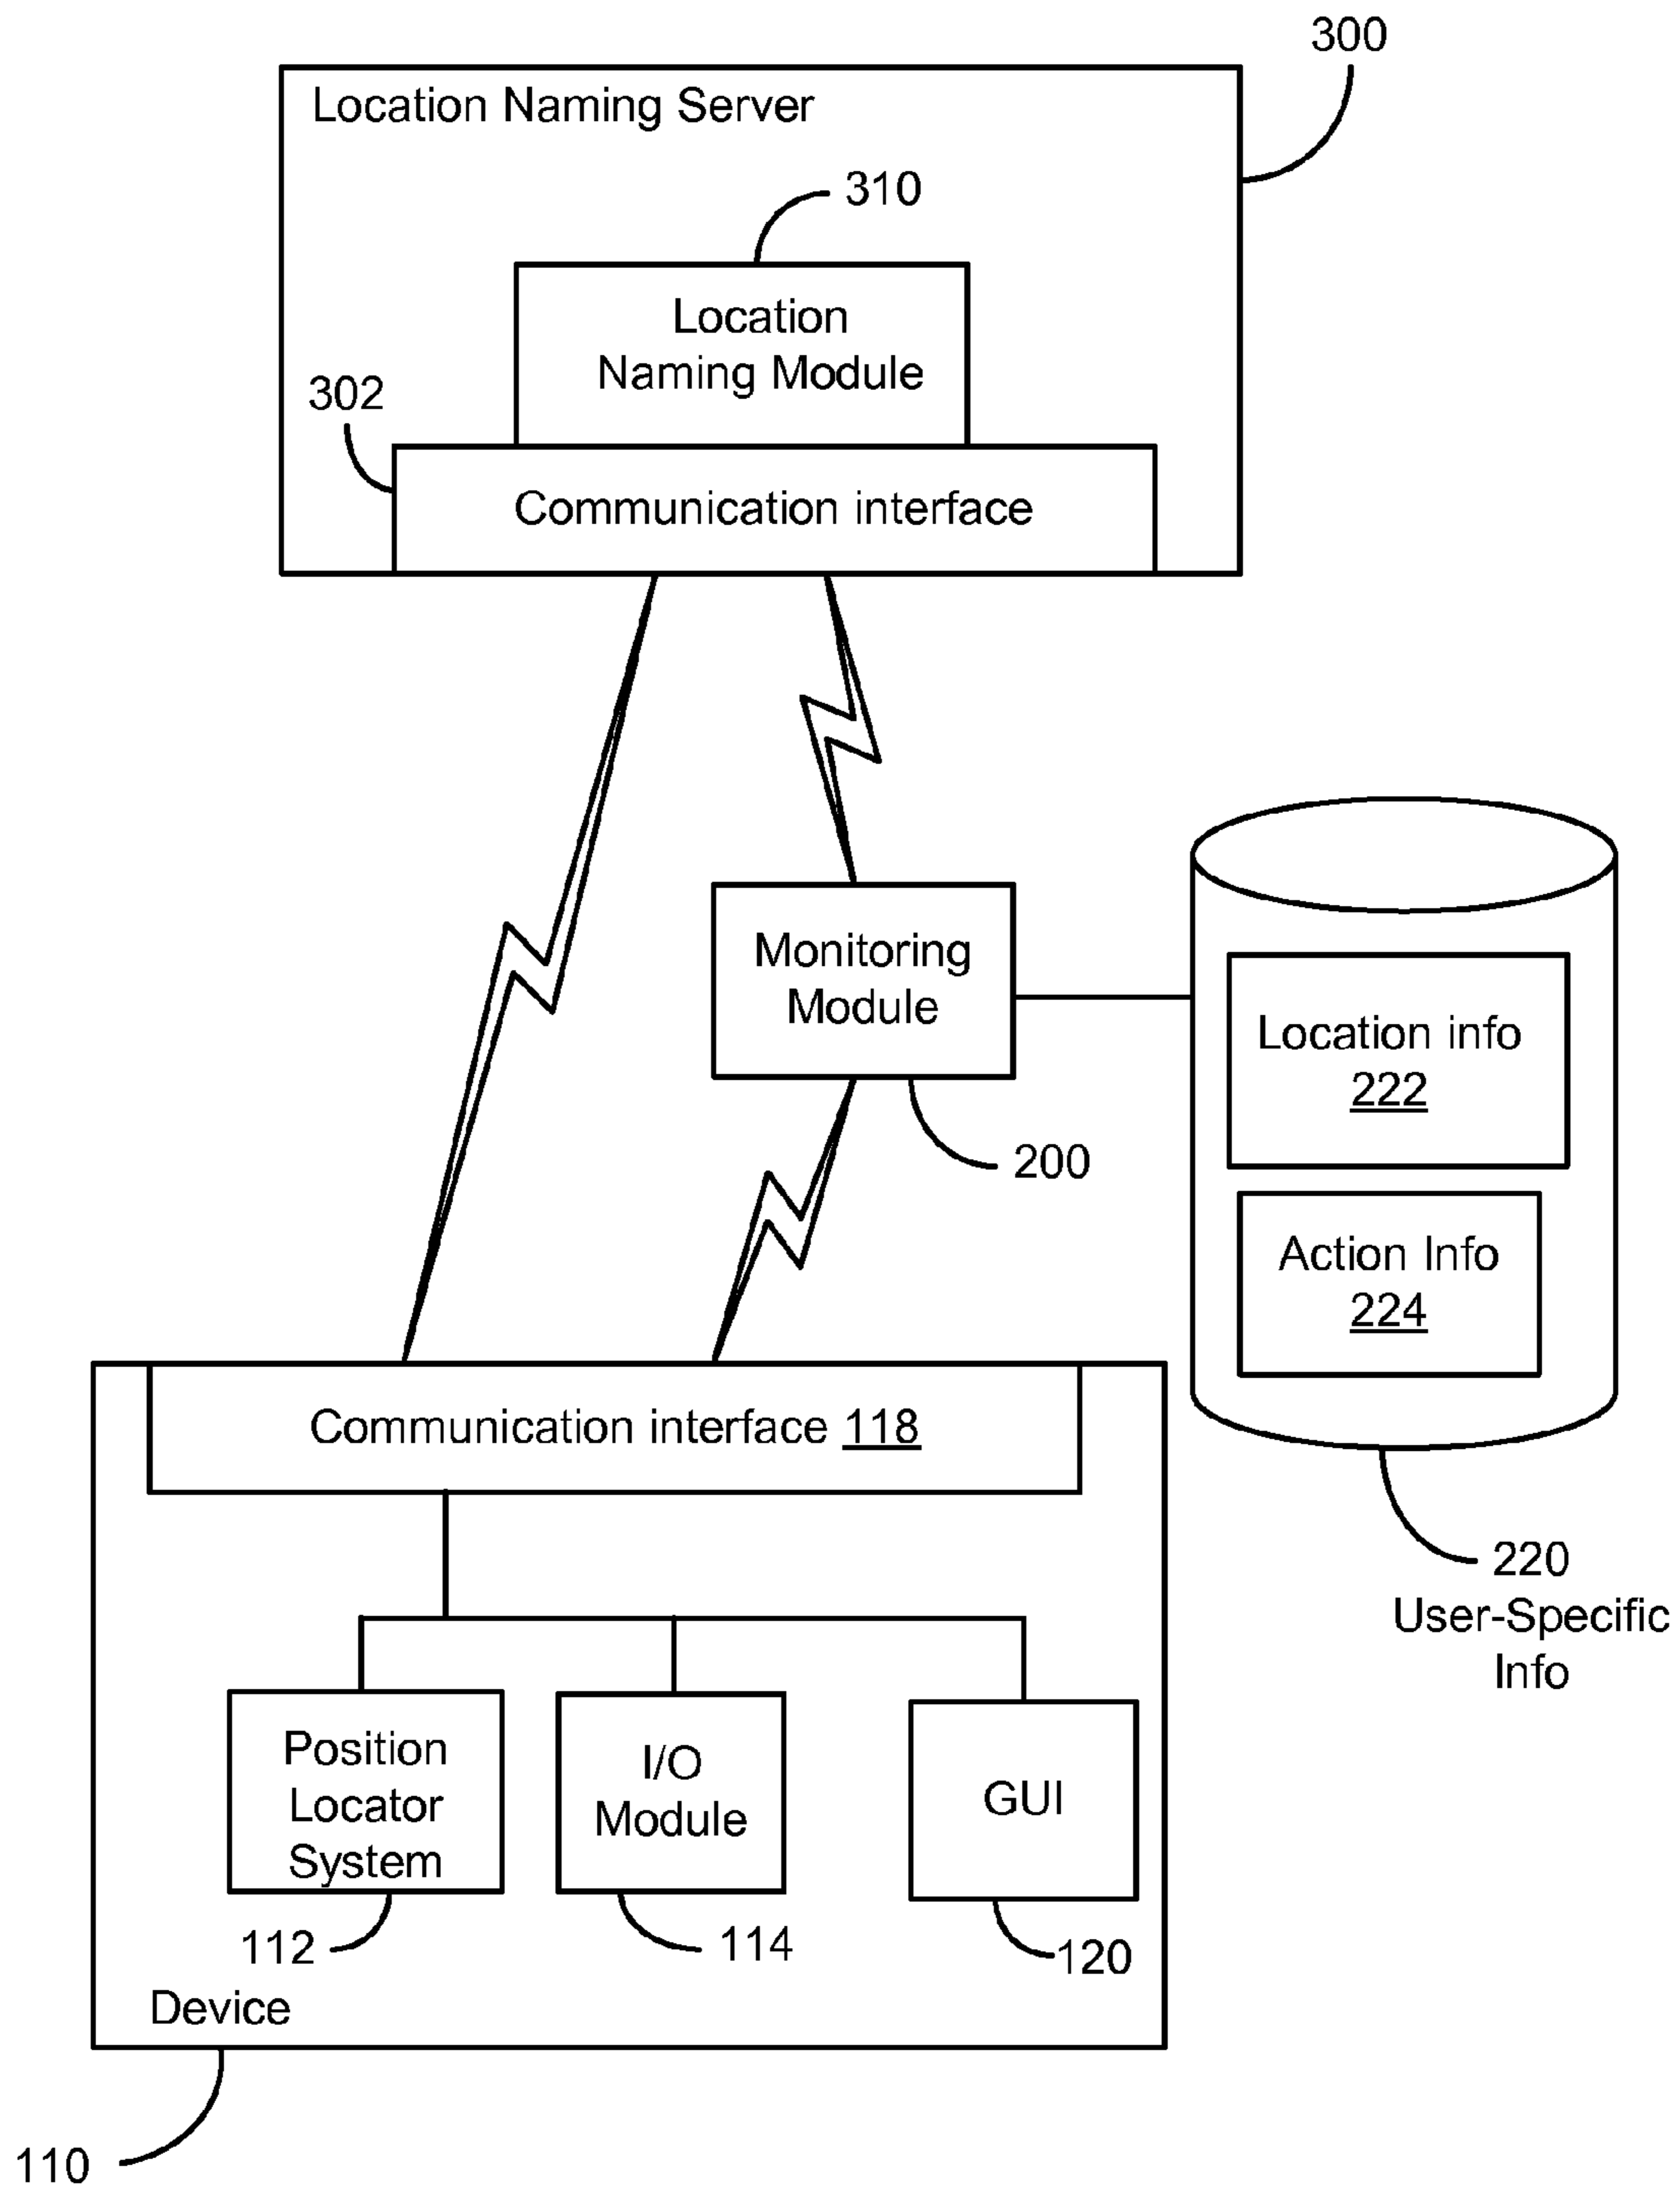 300
Location Naming Server
310
Location
Naming Module
302
Communication interface
Monitoring
Module
200
Location info
222
Action Info
224
220
User-Specific
Info
Communication interface 118
Position
Locator
System
112
I/O
Module
114
GUI
120
Device
110